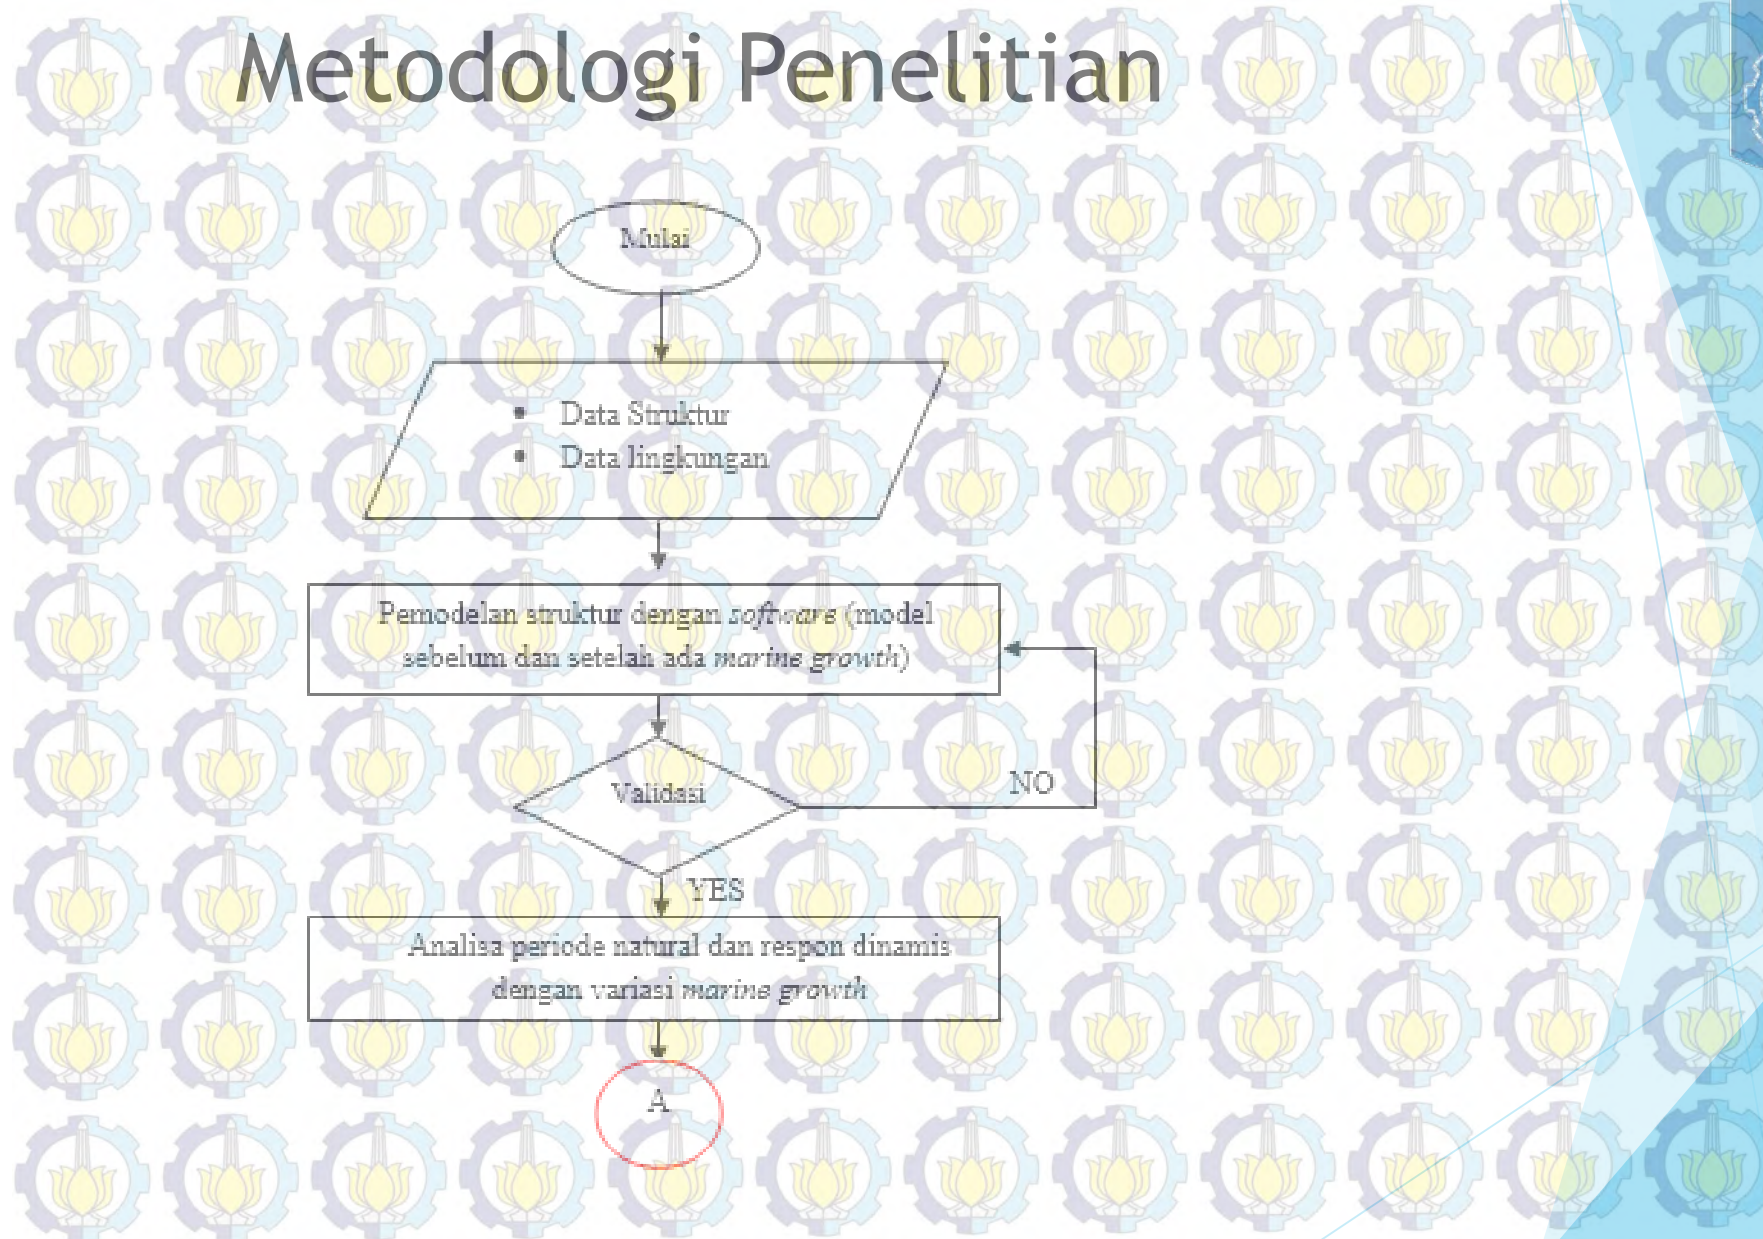 Metodologi Penelitian
Mulai
• Data Struktur
• Data lingkungan
Pemodelan struktur dengan software (model
sebelum dan setelah ada marine growth)
Validasi
NO
YES
Analisa periode natural dan respon dinamis
dengan variasi marine growth
A